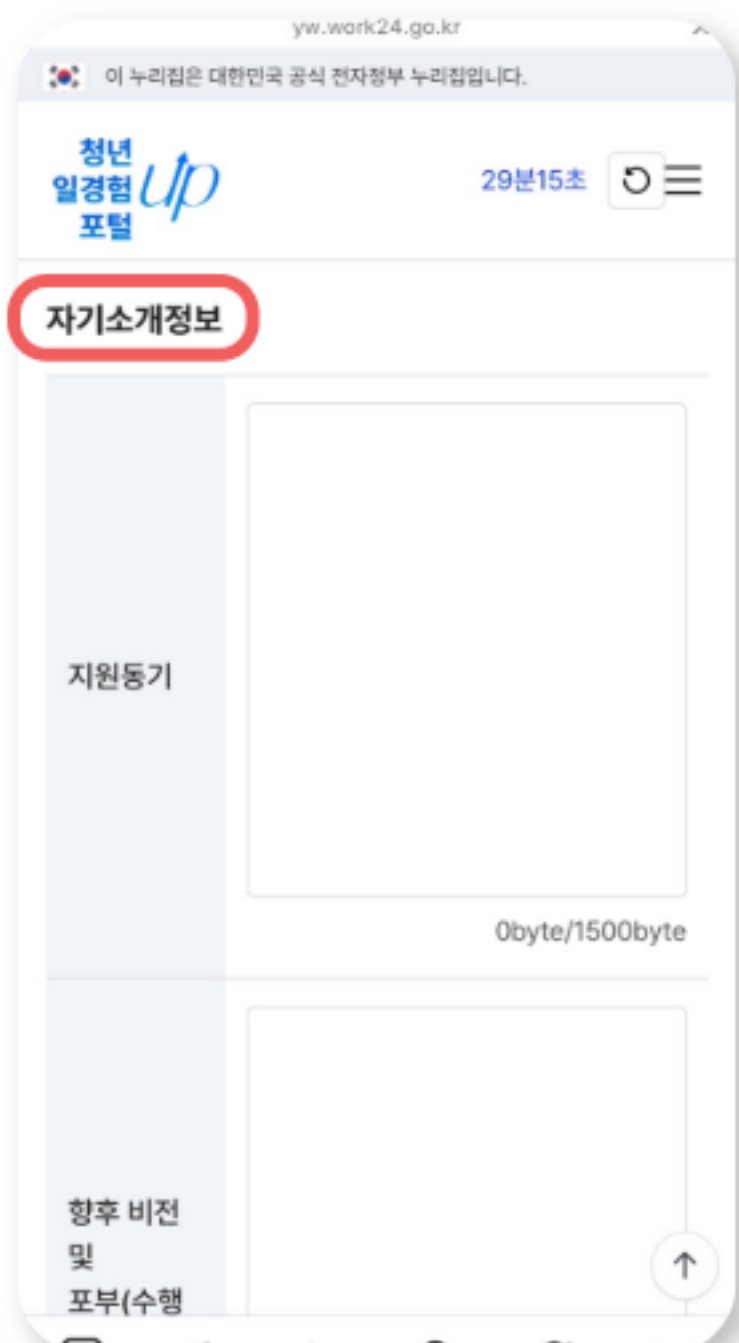 yw.work24.go.kr
이 누리집은 대한민국 공식 전자정부 누리집입니다.
청년
일경험 Up
포털
29분15초
자기소개정보
지원동기
0byte/1500byte
향후 비전
및
포부(수행